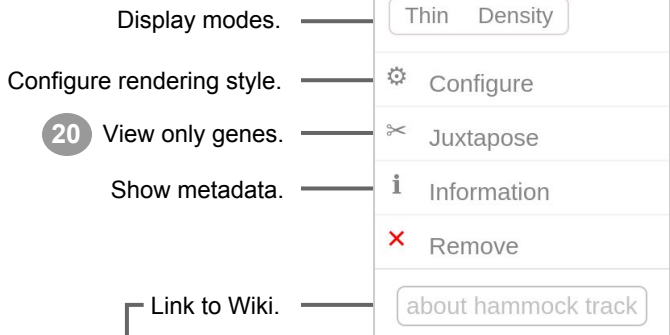 Display modes. Thin Density
Configure rendering style. Configure
20 View only genes. Juxtapose
Show metadata. Information
Remove
Link to Wiki. about hammock track